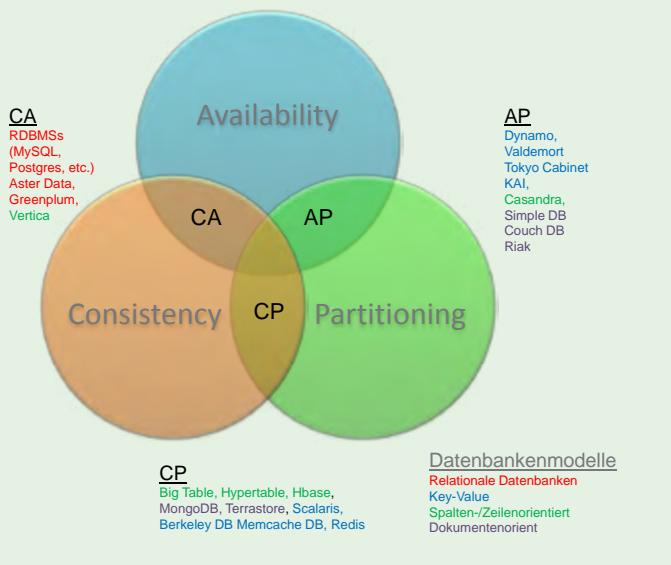 Availability
CA
RDBMSs
(MySQL,
Postgres, etc.)
Aster Data,
Greenplum,
Vertica
AP
Dynamo,
Valdemort
Tokyo Cabinet
KAI,
Casandra,
Simple DB
Couch DB
Riak
CA
AP
Consistency
CP
Partitioning
CP
Big Table, Hypertable, Hbase,
MongoDB, Terrastore, Scalaris,
Berkeley DB Memcache DB, Redis
Datenbankenmodelle
Relationale Datenbanken
Key-Value
Spalten-/Zeilenorientiert
Dokumentenorient